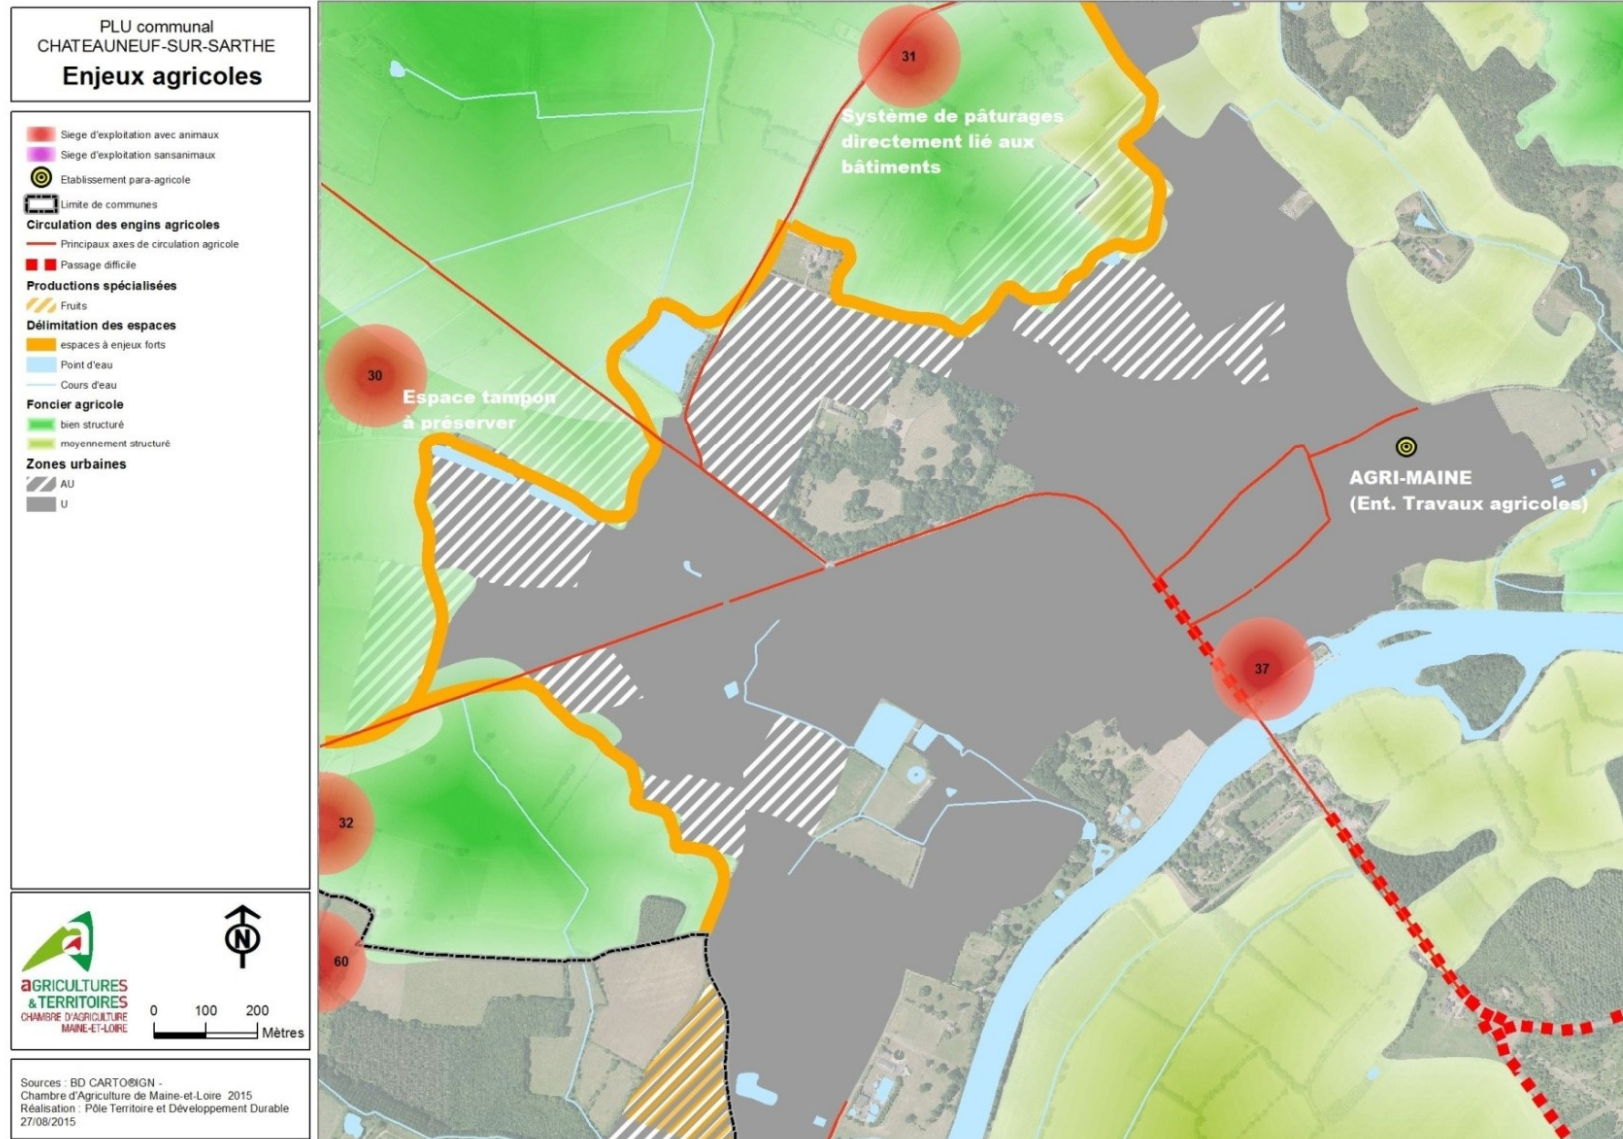 PLU communal
CHATEAUNEUF-SUR-SARTHE
Enjeux agricoles
Siege d'exploitation avec animaux
Siege d'exploitation sansanimaux
Etablissement para-agricole
Limite de communes
Circulation des engins agricoles
Principaux axes de circulation agricole
Passage difficile
Productions spécialisées
Fruits
Délimitation des espaces
espaces à enjeux forts
Point d'eau
Cours d'eau
Foncier agricole
bien structuré
moyennement structuré
Zones urbaines
AU
U
N
aGRICULTURES
& TERRITOIRES
CHAMBRE D'AGRICULTURE
MAINE-ET-LOIRE
0 100 200
Mètres
Sources : BD CARTO®IGN -
Chambre d'Agriculture de Maine-et-Loire 2015
Réalisation : Pôle Territoire et Développement Durable
27/08/2015
31
Système de pâturages
directement lié aux
bâtiments
30
Espace tampon
à préserver
AGRI-MAINE
(Ent. Travaux agricoles)
37
32
60